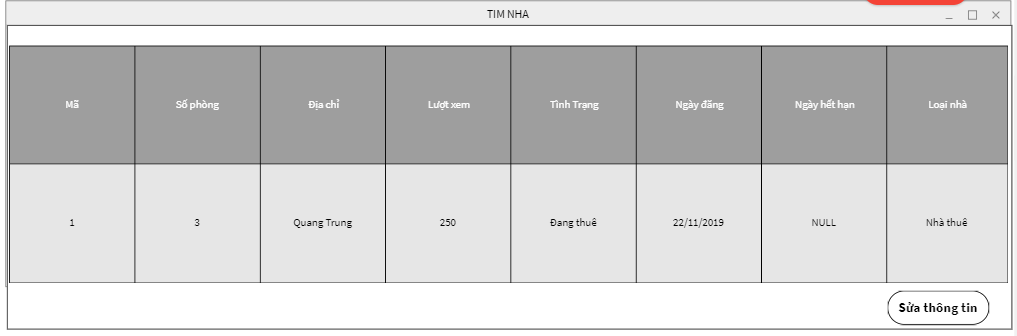 TIM NHA
Mã Số phòng Địa chỉ Lượt xem Tình Trạng Ngày đăng Ngày hết hạn Loại nhà
1 3 Quang Trung 250 Đang thuê 22/11/2019 NULL Nhà thuê
Sửa thông tin